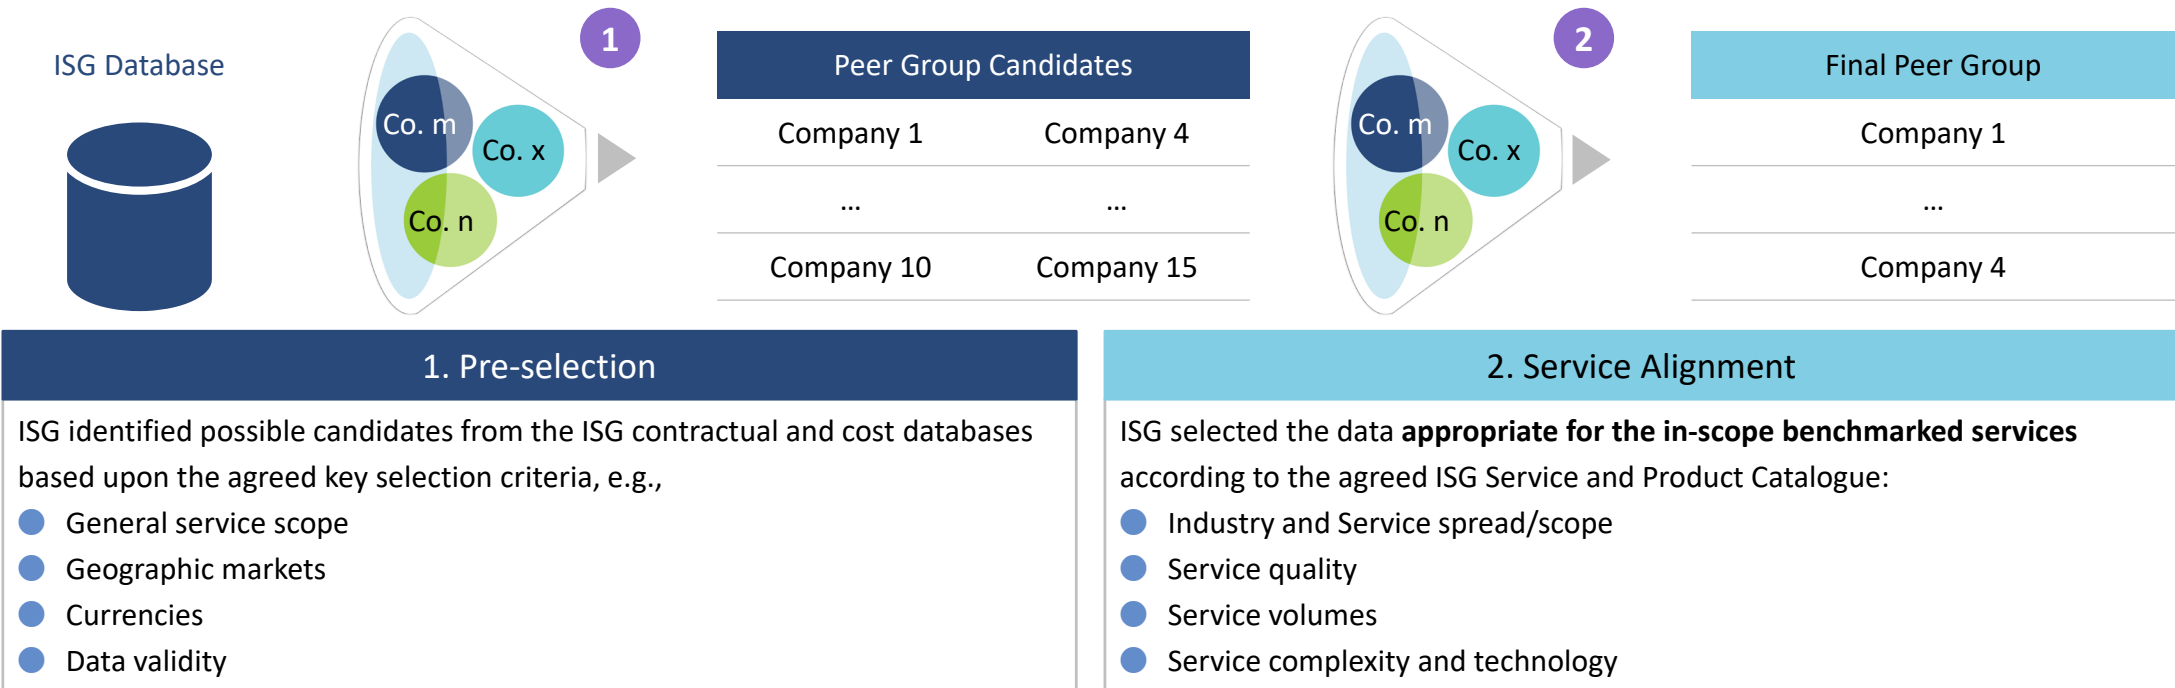 ISG Database
Co. m
Co. x
Co. n
1
Peer Group Candidates
Company 1 Company 4
... ...
Company 10 Company 15
Co. m
Co. x
Co. n
2
Final Peer Group
Company 1
...
Company 4
1. Pre-selection
ISG identified possible candidates from the ISG contractual and cost databases
based upon the agreed key selection criteria, e.g.,
General service scope
Geographic markets
Currencies
Data validity
2. Service Alignment
ISG selected the data appropriate for the in-scope benchmarked services
according to the agreed ISG Service and Product Catalogue:
Industry and Service spread/scope
Service quality
Service volumes
Service complexity and technology